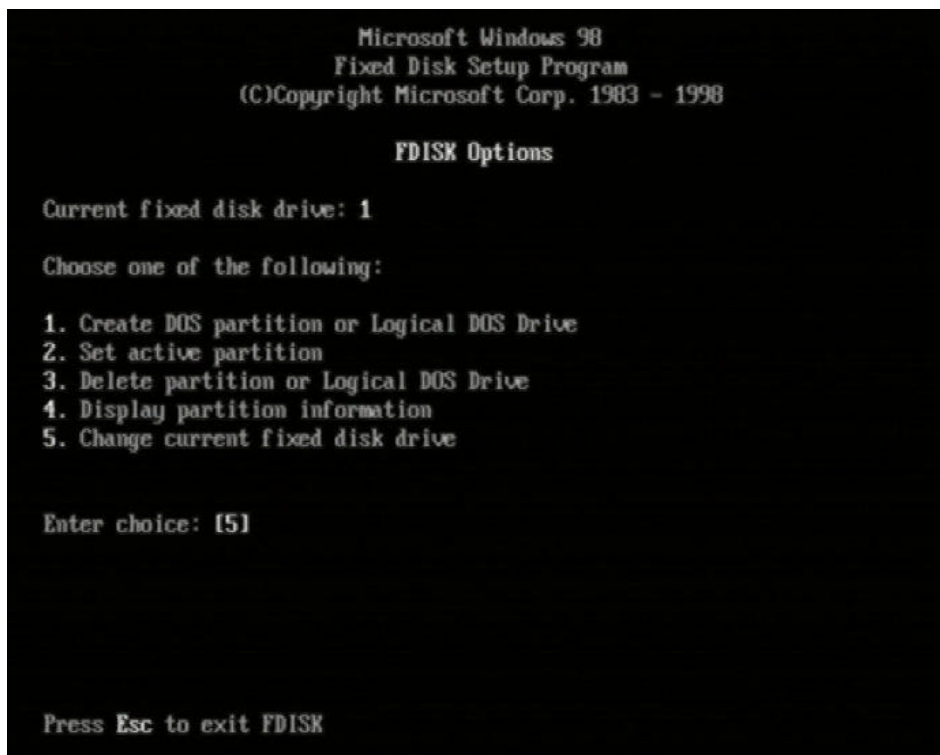 Microsoft Windows 98
Fixed Disk Setup Program
(C)Copyright Microsoft Corp. 1983 - 1998
FDISK Options
Current fixed disk drive: 1
Choose one of the following:
1. Create DOS partition or Logical DOS Drive
2. Set active partition
3. Delete partition or Logical DOS Drive
4. Display partition information
5. Change current fixed disk drive
Enter choice: [5]
Press Esc to exit FDISK